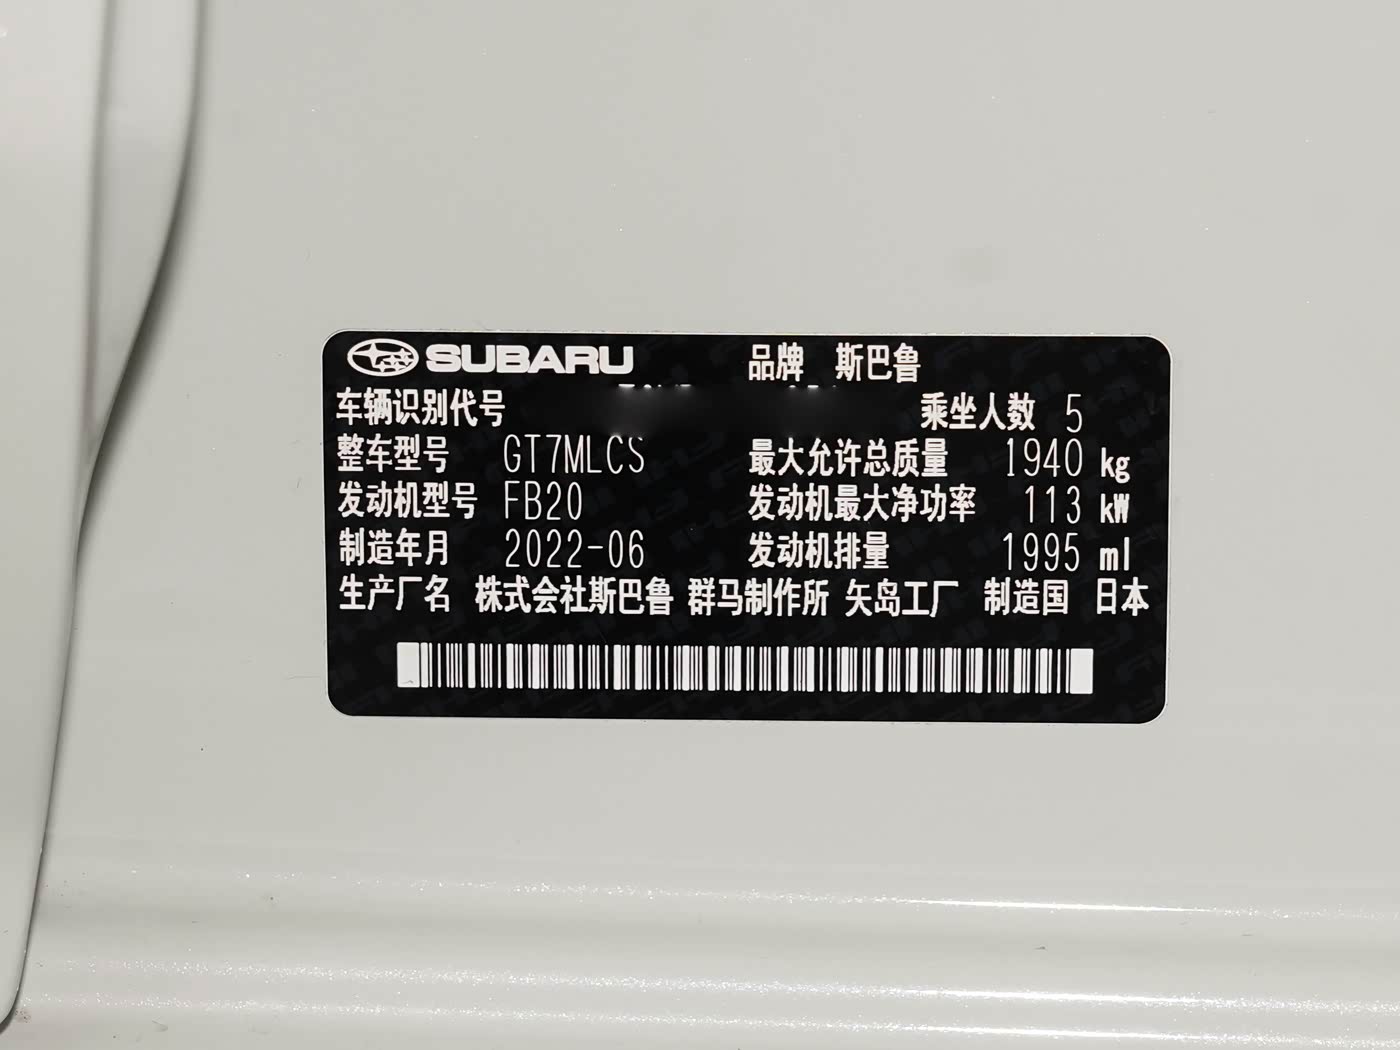 SUBARU 品牌 斯巴鲁
车辆识别代号 乘坐人数 5
整车型号 GT7MLCS 最大允许总质量 1940 kg
发动机型号 FB20 发动机最大净功率 113 kW
制造年月 2022-06 发动机排量 1995 ml
生产厂名 株式会社斯巴鲁 群马制作所 矢岛工厂 制造国 日本